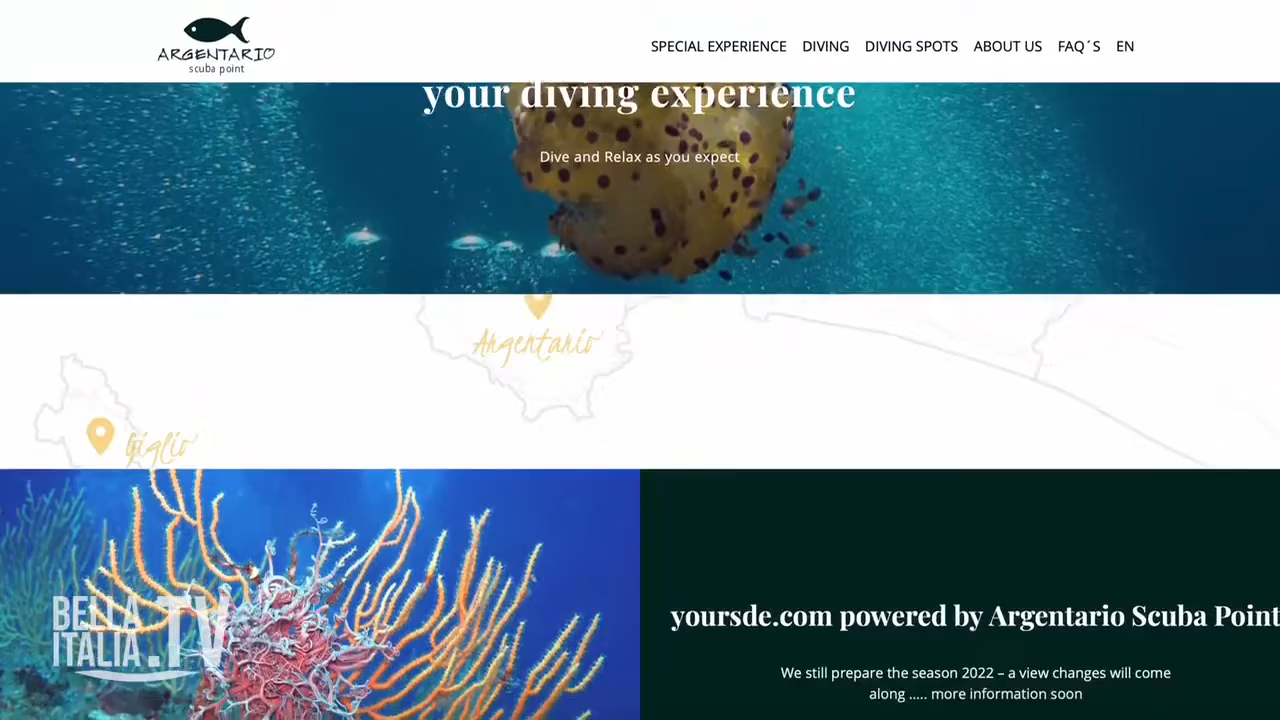 ARGENTARIO
scuba point
SPECIAL EXPERIENCE DIVING DIVING SPOTS ABOUT US FAQ´S EN
your diving experience
Dive and Relax as you expect
Argentario
Giglio
BELLA
ITALIA.TV
yoursde.com powered by Argentario Scuba Point
We still prepare the season 2022 – a view changes will come
along ..... more information soon